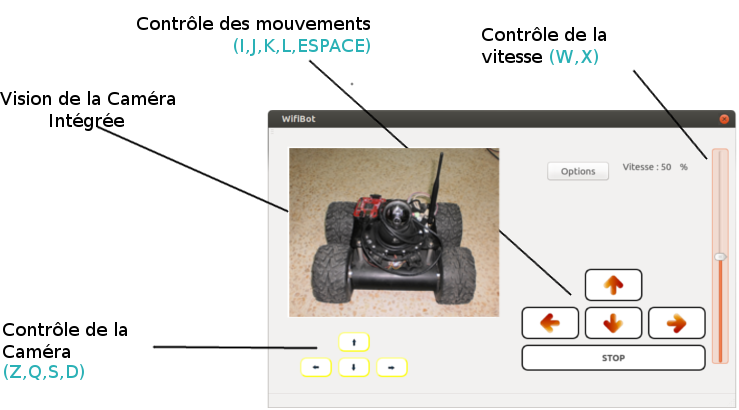 Contrôle des mouvements
(I,J,K,L,ESPACE)
Contrôle de la
vitesse (W,X)
Vision de la Caméra
Intégrée
WifiBot
Options
Vitesse : 50 %
Contrôle de la
Caméra
(Z,Q,S,D)
STOP